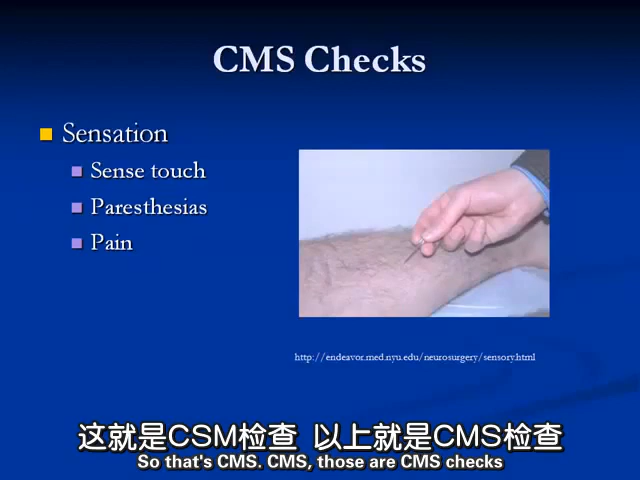 CMS Checks
Sensation
Sense touch
Paresthesias
Pain
http://endeavor.med.nyu.edu/neurosurgery/sensory.html
这就是CSM检查 以上就是CMS检查
So that's CMS. CMS, those are CMS checks